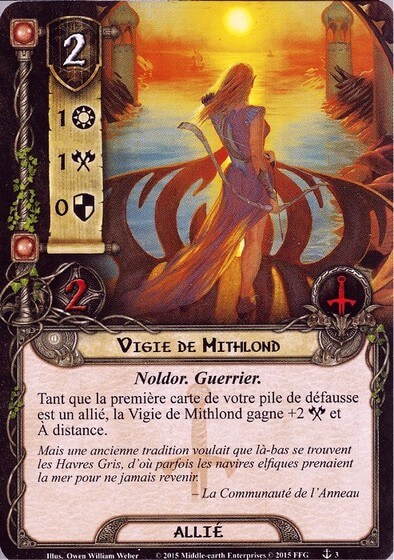 2
1
1
0
2
Vigie de Mithlond
Noldor. Guerrier.
Tant que la première carte de votre pile de défausse
est un allié, la Vigie de Mithlond gagne +2 et
À distance.
Mais une ancienne tradition voulait que là-bas se trouvent
les Havres Gris, d'où parfois les navires elfiques prenaient
la mer pour ne jamais revenir.
– La Communauté de l'Anneau
Allié
Illus. Owen William Weber © 2015 Middle-earth Enterprises © 2015 FFG 3